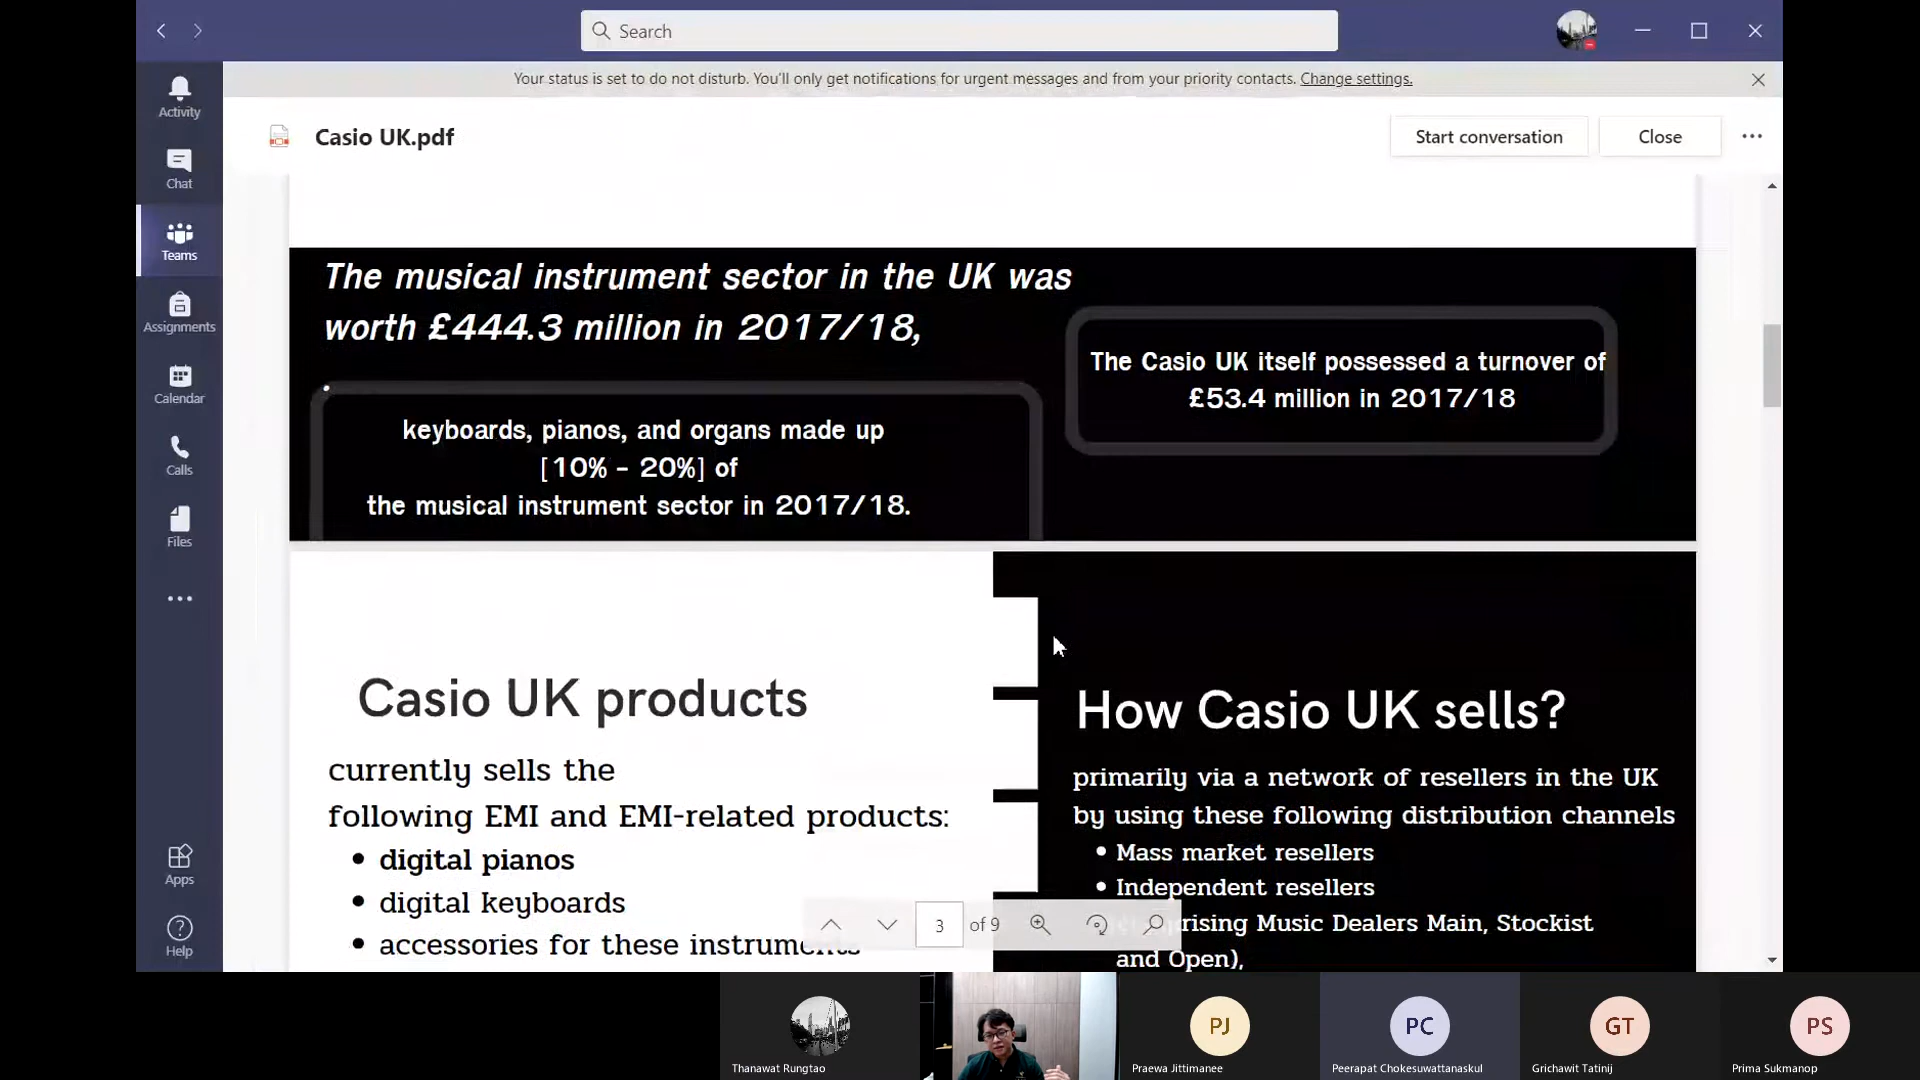 Search
Your status is set to do not disturb. You'll only get notifications for urgent messages and from your priority contacts. Change settings.
Activity
Chat
Teams
Assignments
Calendar
Calls
Files
Apps
Help
Casio UK.pdf
Start conversation
Close
The musical instrument sector in the UK was
worth £444.3 million in 2017/18,
keyboards, pianos, and organs made up
[10% - 20%] of
the musical instrument sector in 2017/18.
The Casio UK itself possessed a turnover of
£53.4 million in 2017/18
Casio UK products
currently sells the
following EMI and EMI-related products:
• digital pianos
• digital keyboards
• accessories for these instruments
How Casio UK sells?
primarily via a network of resellers in the UK
by using these following distribution channels
• Mass market resellers
• Independent resellers
prising Music Dealers Main, Stockist
and Open),
3 of 9
Thanawat Rungtao
PJ
Praewa Jittimanee
PC
Peerapat Chokesuwattanaskul
GT
Grichawit Tatinij
PS
Prima Sukmanop